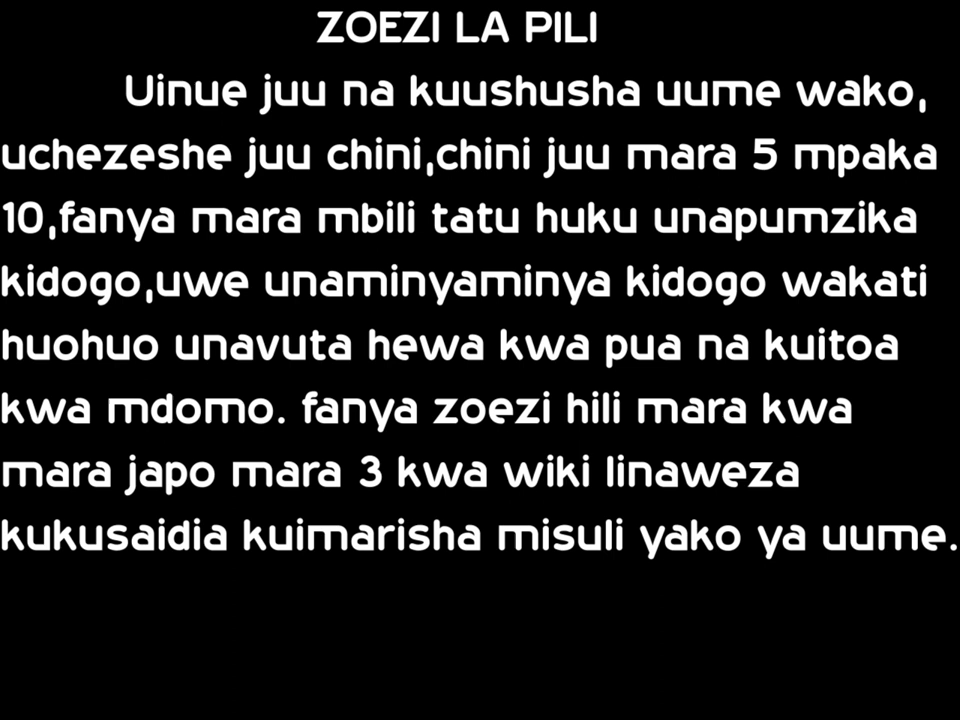 ZOEZI LA PILI
Uinue juu na kuushusha uume wako,
uchezeshe juu chini,chini juu mara 5 mpaka
10,fanya mara mbili tatu huku unapumzika
kidogo,uwe unaminyaminya kidogo wakati
huohuo unavuta hewa kwa pua na kuitoa
kwa mdomo. fanya zoezi hili mara kwa
mara japo mara 3 kwa wiki linaweza
kukusaidia kuimarisha misuli yako ya uume.